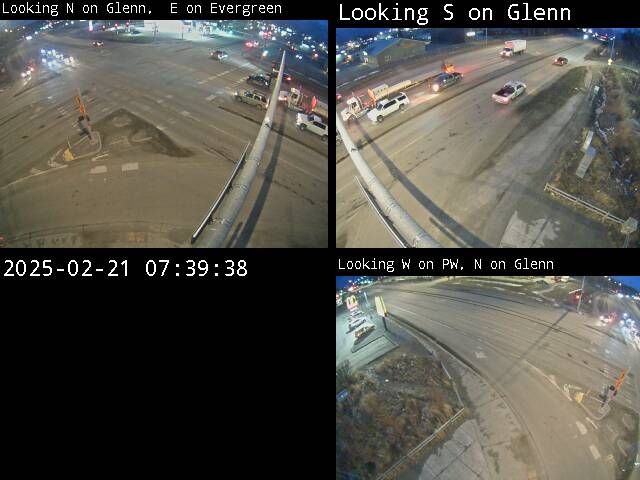 Looking N on Glenn,  E on Evergreen
Looking S on Glenn
2025-02-21 07:39:38
Looking W on PW, N on Glenn